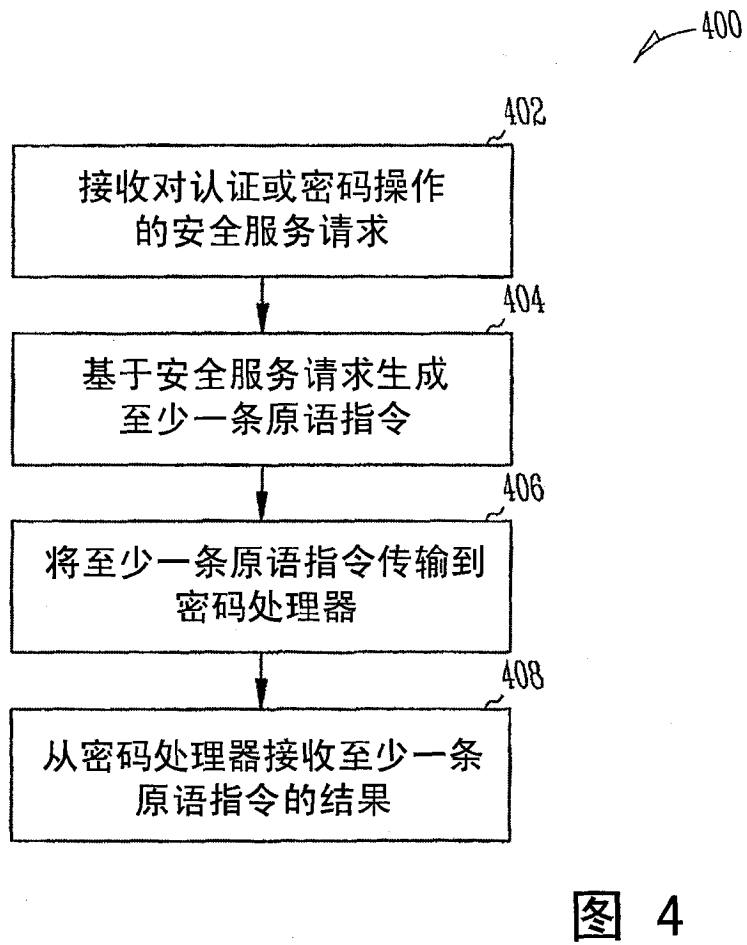 400
402
接收对认证或密码操作
的安全服务请求
404
基于安全服务请求生成
至少一条原语指令
406
将至少一条原语指令传输到
密码处理器
408
从密码处理器接收至少一条
原语指令的结果
图 4